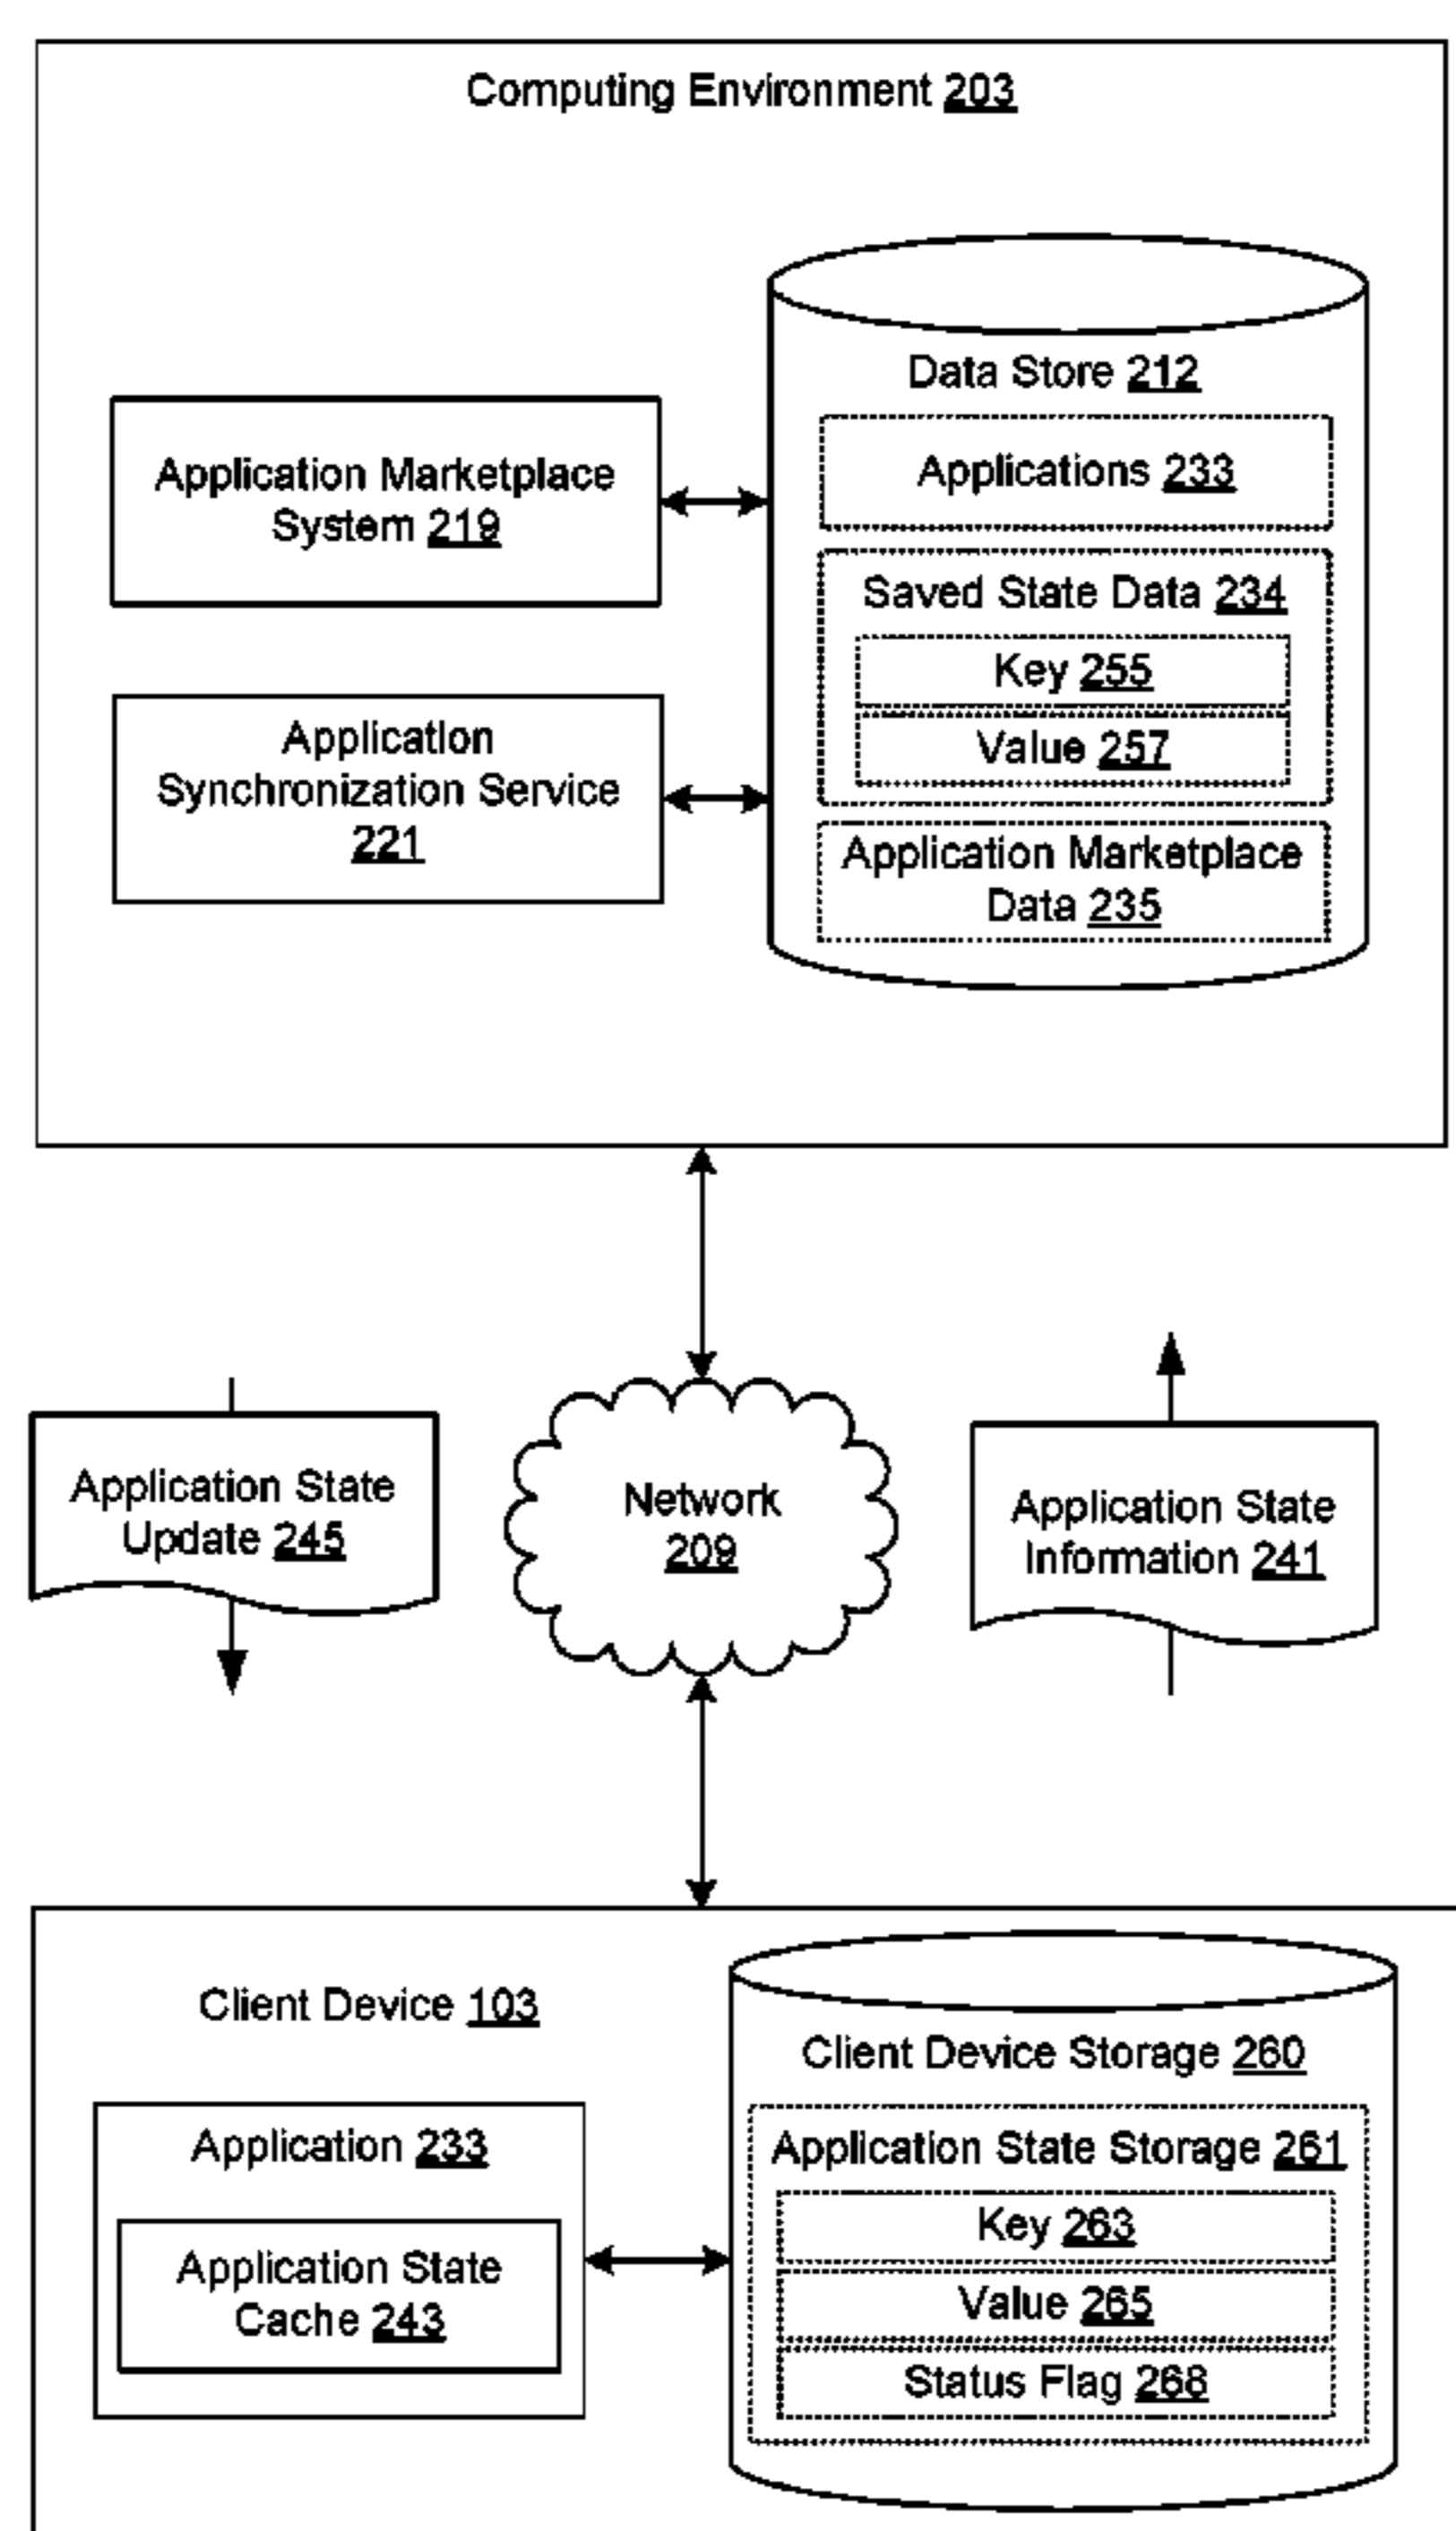 Computing Environment 203
Data Store 212
Applications 233
Saved State Data 234
Key 255
Value 257
Application Marketplace
Data 235
Application Marketplace
System 219
Application
Synchronization Service
221
Application State
Update 245
Network
209
Application State
Information 241
Client Device 103
Application 233
Application State
Cache 243
Client Device Storage 260
Application State Storage 261
Key 263
Value 265
Status Flag 268